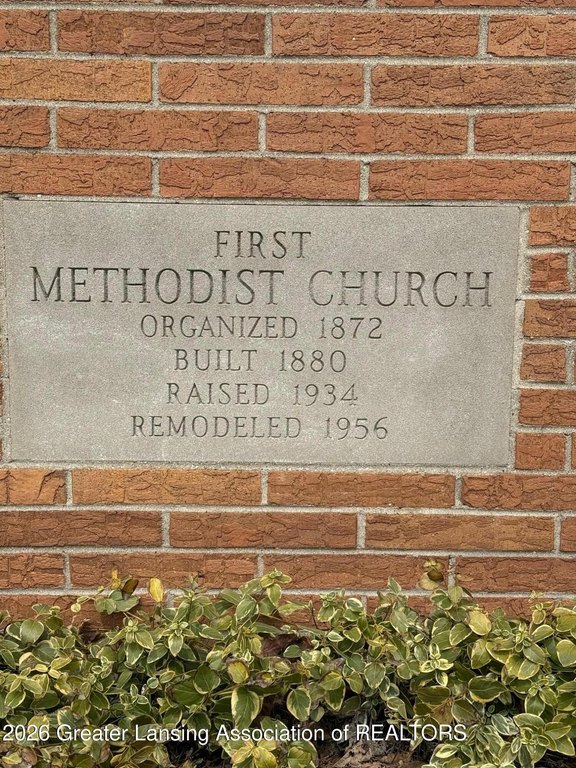 FIRST
METHODIST CHURCH
ORGANIZED 1872
BUILT 1880
RAISED 1934
REMODELED 1956
2026 Greater Lansing Association of REALTORS